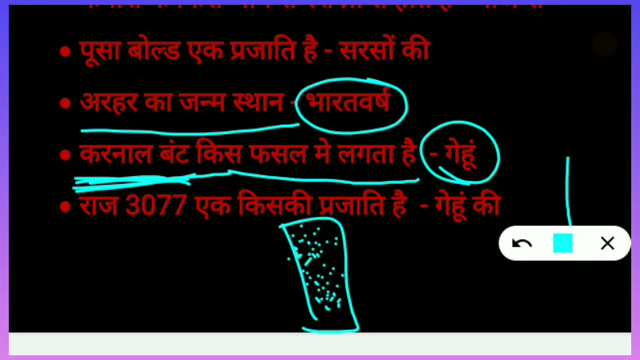 • पूसा बोल्ड एक प्रजाति है - सरसों की
• अरहर का जन्म स्थान - भारतवर्ष
• करनाल बंट किस फसल मे लगता है - गेहूं
• राज 3077 एक किसकी प्रजाति है - गेहूं की